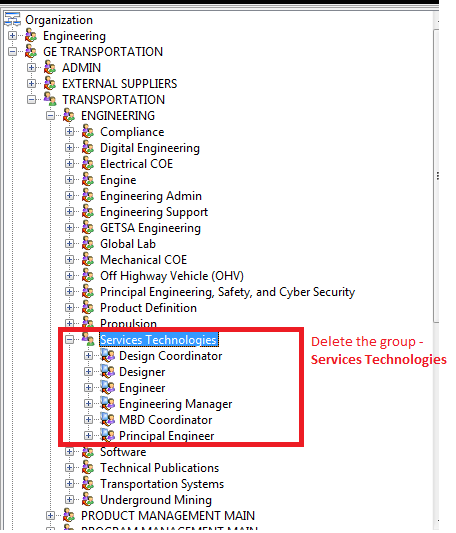 Organization
Engineering
GE TRANSPORTATION
ADMIN
EXTERNAL SUPPLIERS
TRANSPORTATION
ENGINEERING
Compliance
Digital Engineering
Electrical COE
Engine
Engineering Admin
Engineering Support
GETSA Engineering
Global Lab
Mechanical COE
Off Highway Vehicle (OHV)
Principal Engineering, Safety, and Cyber Security
Product Definition
Propulsion
Services Technologies
Design Coordinator
Designer
Engineer
Engineering Manager
MBD Coordinator
Principal Engineer
Delete the group -
Services Technologies
Software
Technical Publications
Transportation Systems
Underground Mining
PRODUCT MANAGEMENT MAIN
PROGRAM MANAGEMENT MAIN